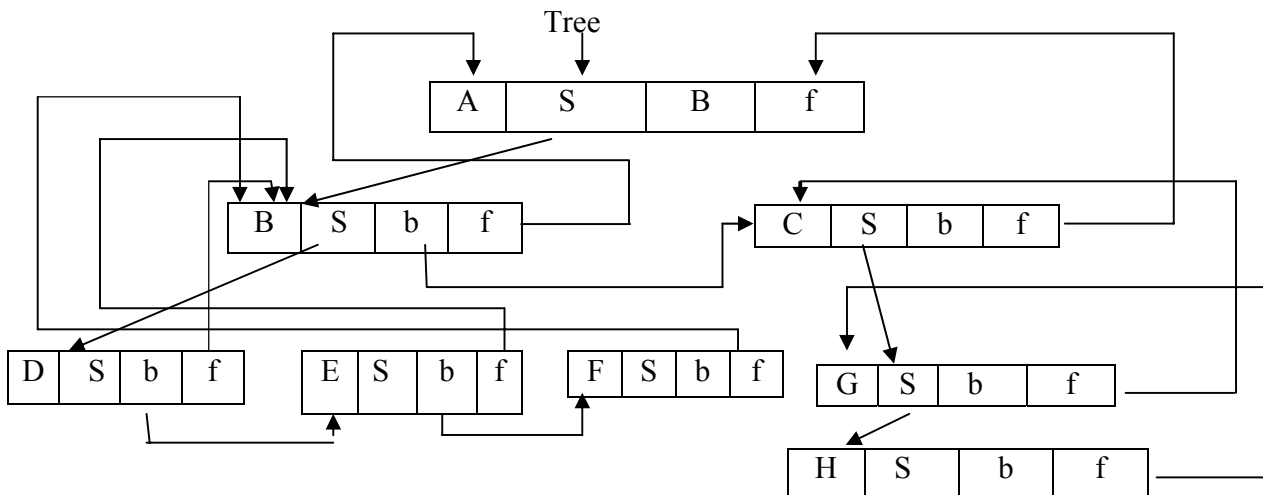 Tree
A S B f
B S b f
C S b f
D S b f
E S b f
F S b f
G S b f
H S b f